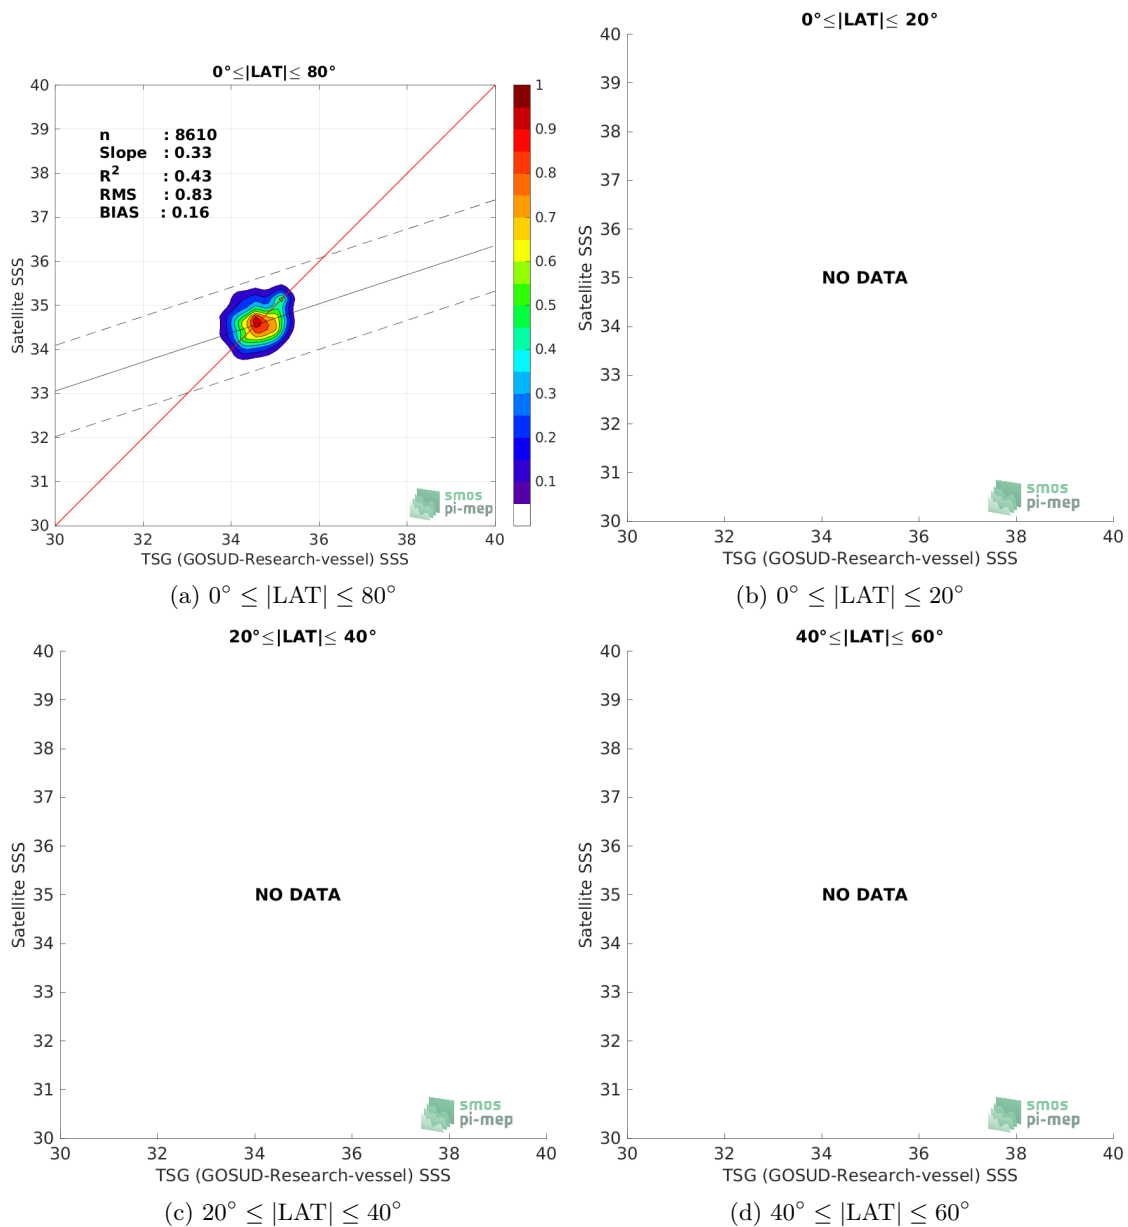 0°≤|LAT|≤ 80°
40
39
38
37
36
35
34
33
32
31
30
Satellite SSS
n : 8610
Slope : 0.33
R² : 0.43
RMS : 0.83
BIAS : 0.16
smos
pi-mep
30 32 34 36 38 40
TSG (GOSUD-Research-vessel) SSS
1
0.9
0.8
0.7
0.6
0.5
0.4
0.3
0.2
0.1
(a) 0° ≤ |LAT| ≤ 80°
0°≤|LAT|≤ 20°
40
39
38
37
36
35
34
33
32
31
30
Satellite SSS
NO DATA
smos
pi-mep
30 32 34 36 38 40
TSG (GOSUD-Research-vessel) SSS
(b) 0° ≤ |LAT| ≤ 20°
20°≤|LAT|≤ 40°
40
39
38
37
36
35
34
33
32
31
30
Satellite SSS
NO DATA
smos
pi-mep
30 32 34 36 38 40
TSG (GOSUD-Research-vessel) SSS
(c) 20° ≤ |LAT| ≤ 40°
40°≤|LAT|≤ 60°
40
39
38
37
36
35
34
33
32
31
30
Satellite SSS
NO DATA
smos
pi-mep
30 32 34 36 38 40
TSG (GOSUD-Research-vessel) SSS
(d) 40° ≤ |LAT| ≤ 60°